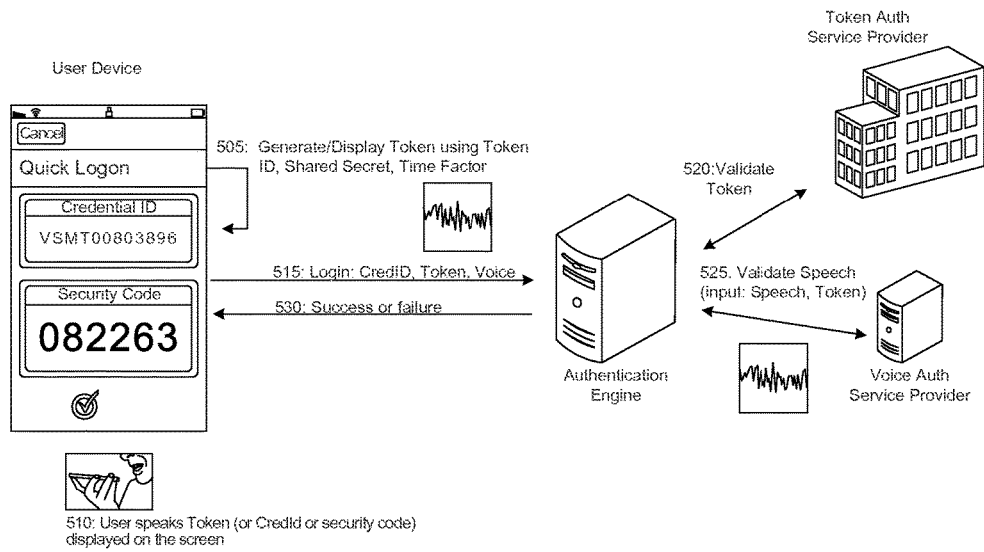 Token Auth
Service Provider
User Device
Cancel
Quick Logon
Credential ID
VSMT00803896
Security Code
082263
505: Generate/Display Token using Token
ID, Shared Secret, Time Factor
515: Login: CredID, Token, Voice
530: Success or failure
Authentication
Engine
520:Validate
Token
525. Validate Speech
(input: Speech, Token)
Voice Auth
Service Provider
510: User speaks Token (or CredId or security code)
displayed on the screen